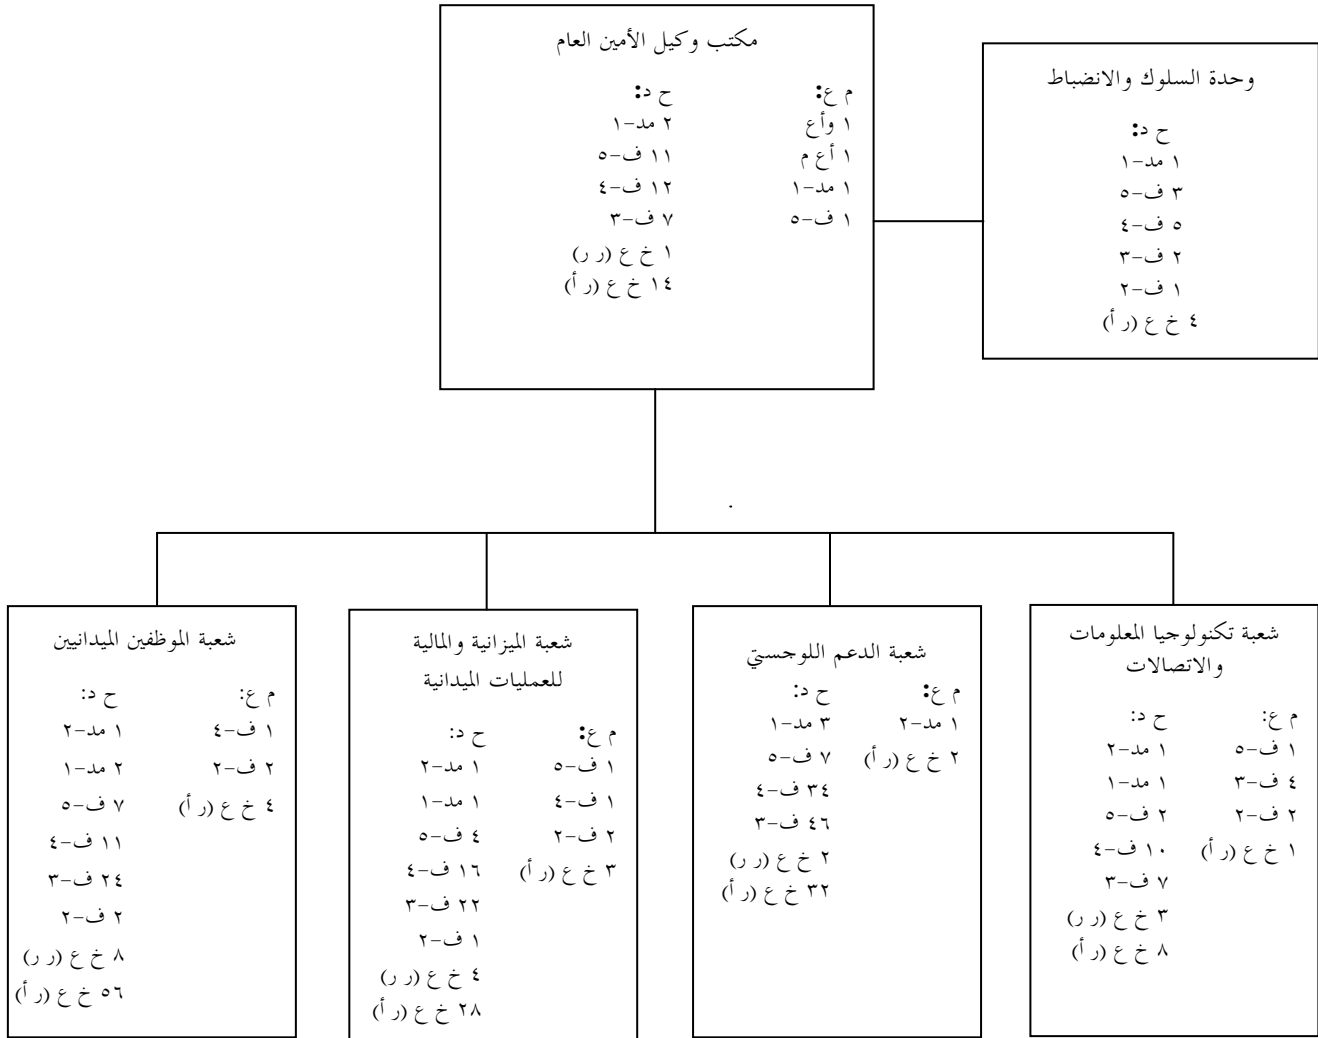 مكتب وكيل الأمين العام
م ع: ح د:
١ وأع ٢ مد-١
١ أع م ١١ ف-٥
١ مد-١ ١٢ ف-٤
١ ف-٥ ٧ ف-٣
١ خ ع (ر ر)
١٤ خ ع (ر أ)
وحدة السلوك والانضباط
ح د:
١ مد-١
٣ ف-٥
٥ ف-٤
٢ ف-٣
١ ف-٢
٤ خ ع (ر أ)
شعبة تكنولوجيا المعلومات
والاتصالات
م ع: ح د:
١ ف-٥ ١ مد-٢
٤ ف-٣ ١ مد-١
٢ ف-٢ ٢ ف-٥
١ خ ع (ر أ) ١٠ ف-٤
٧ ف-٣
٣ خ ع (ر ر)
٨ خ ع (ر أ)
شعبة الدعم اللوجستي
م ع: ح د:
١ مد-٢ ٣ مد-١
٢ خ ع (ر أ) ٧ ف-٥
٣٤ ف-٤
٤٦ ف-٣
٢ خ ع (ر ر)
٣٢ خ ع (ر أ)
شعبة الميزانية والمالية
للعمليات الميدانية
م ع: ح د:
١ ف-٥ ١ مد-٢
١ ف-٤ ١ مد-١
٢ ف-٢ ٤ ف-٥
٣ خ ع (ر أ) ١٦ ف-٤
٢٢ ف-٣
١ ف-٢
٤ خ ع (ر ر)
٢٨ خ ع (ر أ)
شعبة الموظفين الميدانيين
م ع: ح د:
١ ف-٤ ١ مد-٢
٢ ف-٢ ٢ مد-١
٤ خ ع (ر أ) ٧ ف-٥
١١ ف-٤
٢٤ ف-٣
٢ ف-٢
٨ خ ع (ر ر)
٥٦ خ ع (ر أ)